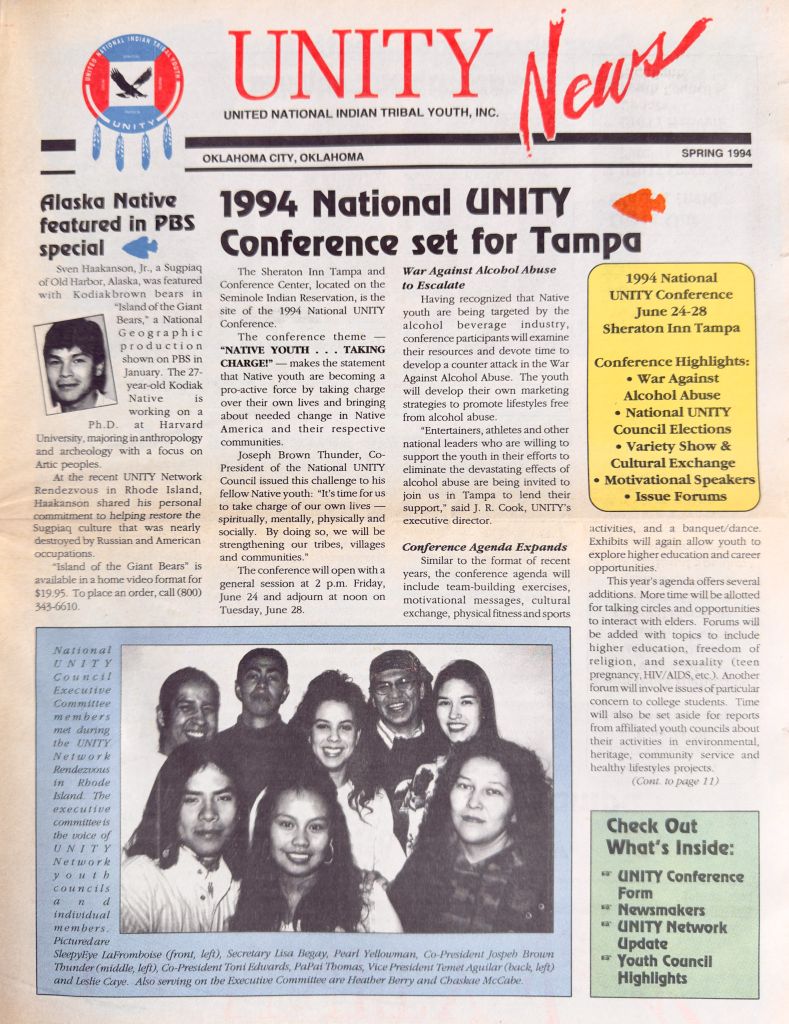 UNITED NATIONAL INDIAN TRIBAL YOUTH
UNITY
UNITY News
UNITED NATIONAL INDIAN TRIBAL YOUTH, INC.
OKLAHOMA CITY, OKLAHOMA
SPRING 1994
Alaska Native
featured in PBS
special
Sven Haakanson, Jr., a Sugpiaq
of Old Harbor, Alaska, was featured
with Kodiakbrown bears in
"Island of the Giant
Bears," a National
Geographic
production
shown on PBS in
January. The 27-
year-old Kodiak
Native is
working on a
Ph.D. at Harvard
University, majoring in anthropology
and archeology with a focus on
Artic peoples.
At the recent UNITY Network
Rendezvous in Rhode Island,
Haakanson shared his personal
commitment to helping restore the
Sugpiaq culture that was nearly
destroyed by Russian and American
occupations.
"Island of the Giant Bears" is
available in a home video format for
$19.95. To place an order, call (800)
343-6610.
1994 National UNITY
Conference set for Tampa
The Sheraton Inn Tampa and
Conference Center, located on the
Seminole Indian Reservation, is the
site of the 1994 National UNITY
Conference.
The conference theme —
"NATIVE YOUTH . . . TAKING
CHARGE!" — makes the statement
that Native youth are becoming a
pro-active force by taking charge
over their own lives and bringing
about needed change in Native
America and their respective
communities.
Joseph Brown Thunder, Co-
President of the National UNITY
Council issued this challenge to his
fellow Native youth: "It's time for us
to take charge of our own lives —
spiritually, mentally, physically and
socially. By doing so, we will be
strengthening our tribes, villages
and communities."
The conference will open with a
general session at 2 p.m. Friday,
June 24 and adjourn at noon on
Tuesday, June 28.
War Against Alcohol Abuse
to Escalate
Having recognized that Native
youth are being targeted by the
alcohol beverage industry,
conference participants will examine
their resources and devote time to
develop a counter attack in the War
Against Alcohol Abuse. The youth
will develop their own marketing
strategies to promote lifestyles free
from alcohol abuse.
"Entertainers, athletes and other
national leaders who are willing to
support the youth in their efforts to
eliminate the devastating effects of
alcohol abuse are being invited to
join us in Tampa to lend their
support," said J. R. Cook, UNITY's
executive director.
Conference Agenda Expands
Similar to the format of recent
years, the conference agenda will
include team-building exercises,
motivational messages, cultural
exchange, physical fitness and sports
1994 National
UNITY Conference
June 24-28
Sheraton Inn Tampa
Conference Highlights:
• War Against
Alcohol Abuse
• National UNITY
Council Elections
• Variety Show &
Cultural Exchange
• Motivational Speakers
• Issue Forums
activities, and a banquet/dance.
Exhibits will again allow youth to
explore higher education and career
opportunities.
This year's agenda offers several
additions. More time will be allotted
for talking circles and opportunities
to interact with elders. Forums will
be added with topics to include
higher education, freedom of
religion, and sexuality (teen
pregnancy, HIV/AIDS, etc.). Another
forum will involve issues of particular
concern to college students. Time
will also be set aside for reports
from affiliated youth councils about
their activities in environmental,
heritage, community service and
healthy lifestyles projects.
(Cont. to page 11)
National
UNITY
Council
Executive
Committee
members
met during
the UNITY
Network
Rendezvous
in Rhode
Island. The
executive
committee is
the voice of
UNITY
Network
youth
councils
and
individual
members.
Pictured are
SleepyEye LaFromboise (front, left), Secretary Lisa Begay, Pearl Yellowman, Co-President Jospeh Brown
Thunder (middle, left), Co-President Toni Edwards, PaPai Thomas, Vice President Temet Aguilar (back, left)
and Leslie Caye. Also serving on the Executive Committee are Heather Berry and Chaskae McCabe.
Check Out
What's Inside:
☞ UNITY Conference
Form
☞ Newsmakers
☞ UNITY Network
Update
☞ Youth Council
Highlights